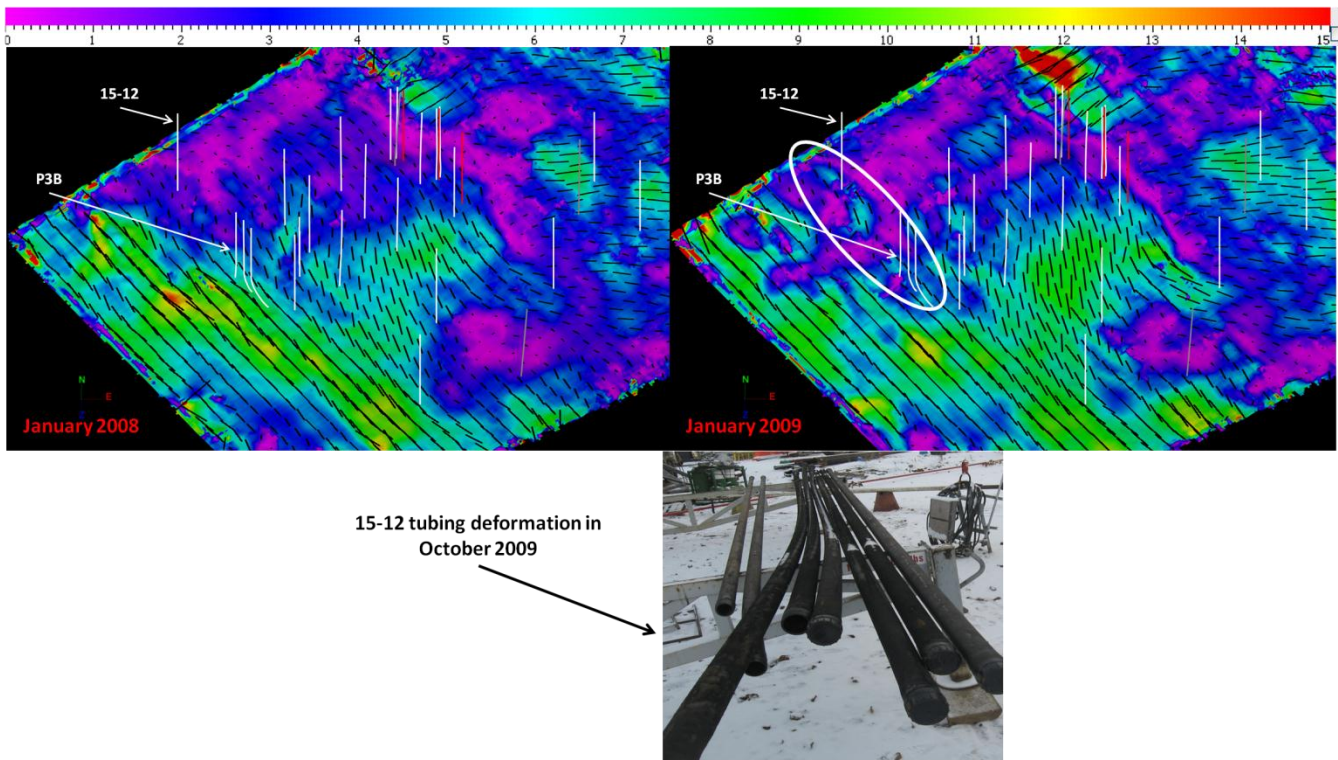 0 1 2 3 4 5 6 7 8 9 10 11 12 13 14 15
15-12
P3B
N
E
January 2008
15-12
P3B
N
E
January 2009
15-12 tubing deformation in
October 2009